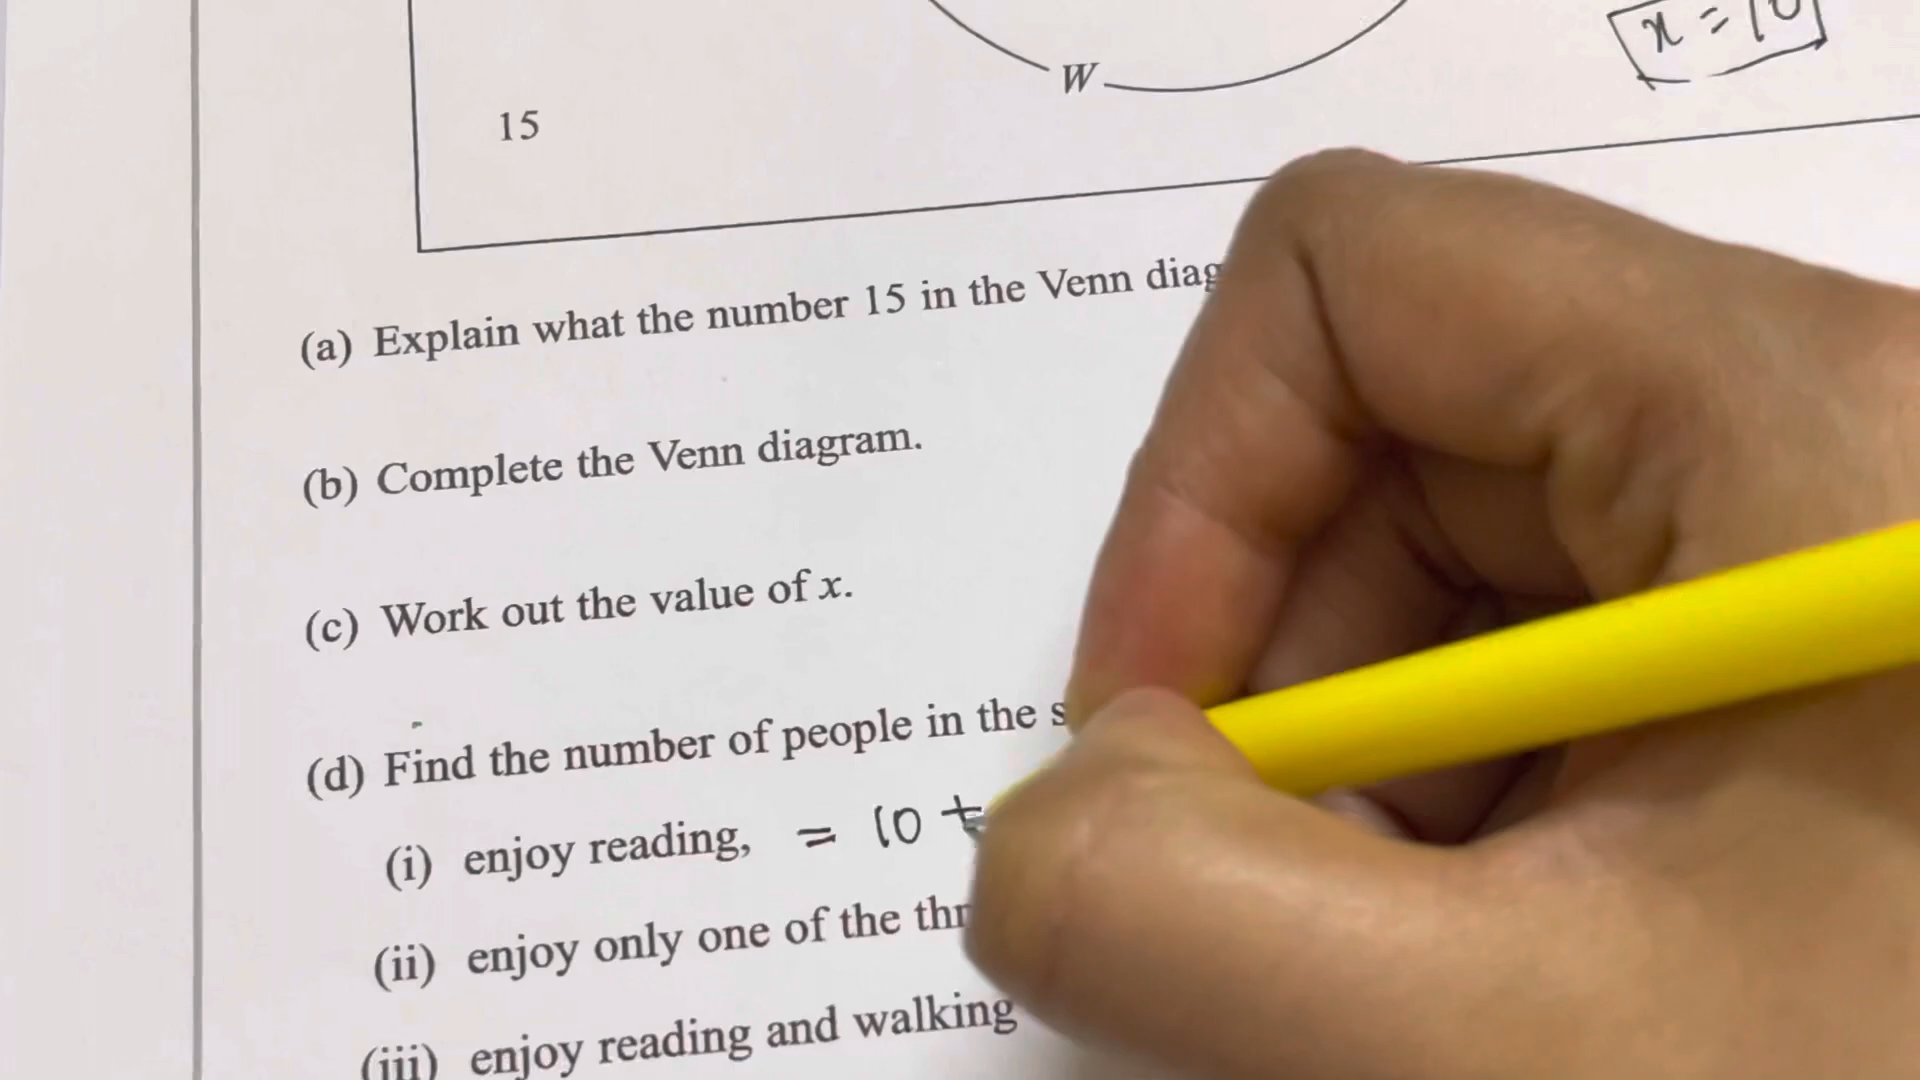 x = 10
W
15
(a) Explain what the number 15 in the Venn
(b) Complete the Venn diagram.
(c) Work out the value of x.
(d) Find the number of people in the
(i) enjoy reading, = 10 +
(ii) enjoy only one of the
(iii) enjoy reading and walking